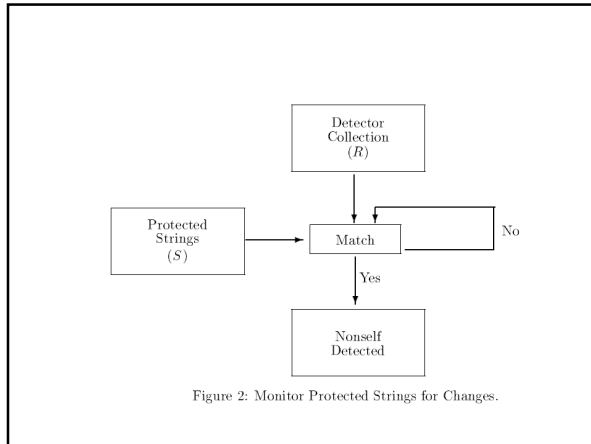 Detector
Collection
(R)
Protected
Strings
(S)
Match
No
Yes
Nonself
Detected
Figure 2: Monitor Protected Strings for Changes.